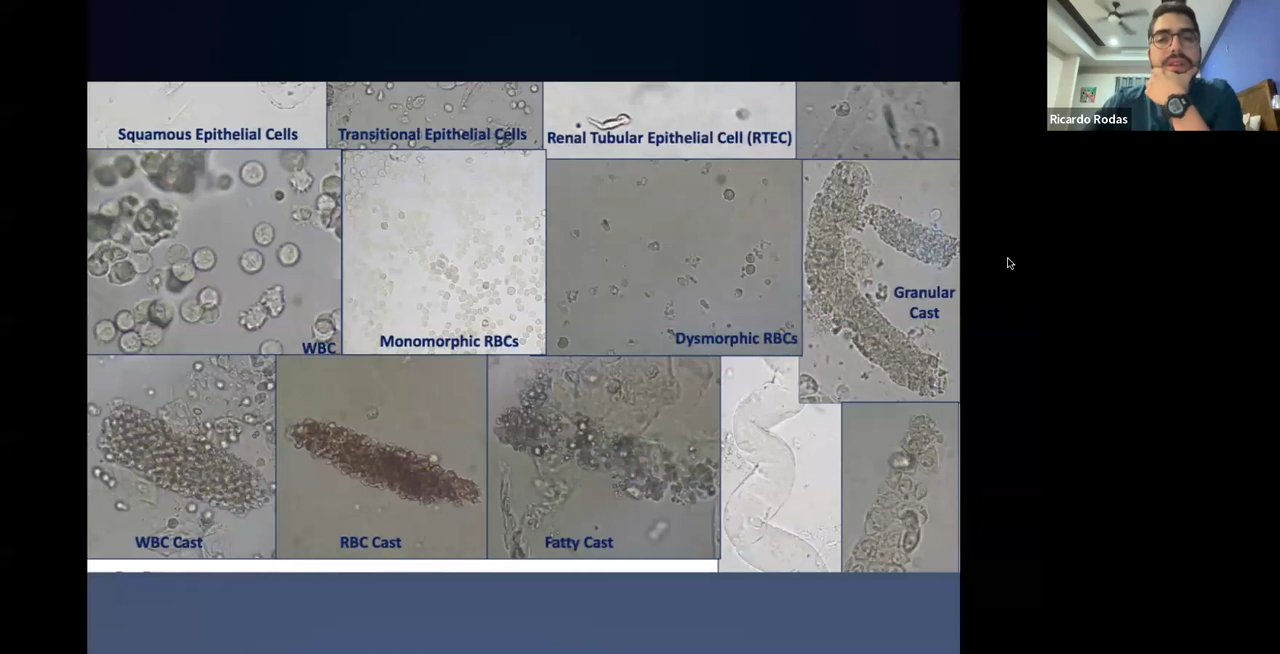 Ricardo Rodas
Squamous Epithelial Cells
Transitional Epithelial Cells
Renal Tubular Epithelial Cell (RTEC)
WBC
Monomorphic RBCs
Dysmorphic RBCs
Granular
Cast
WBC Cast
RBC Cast
Fatty Cast